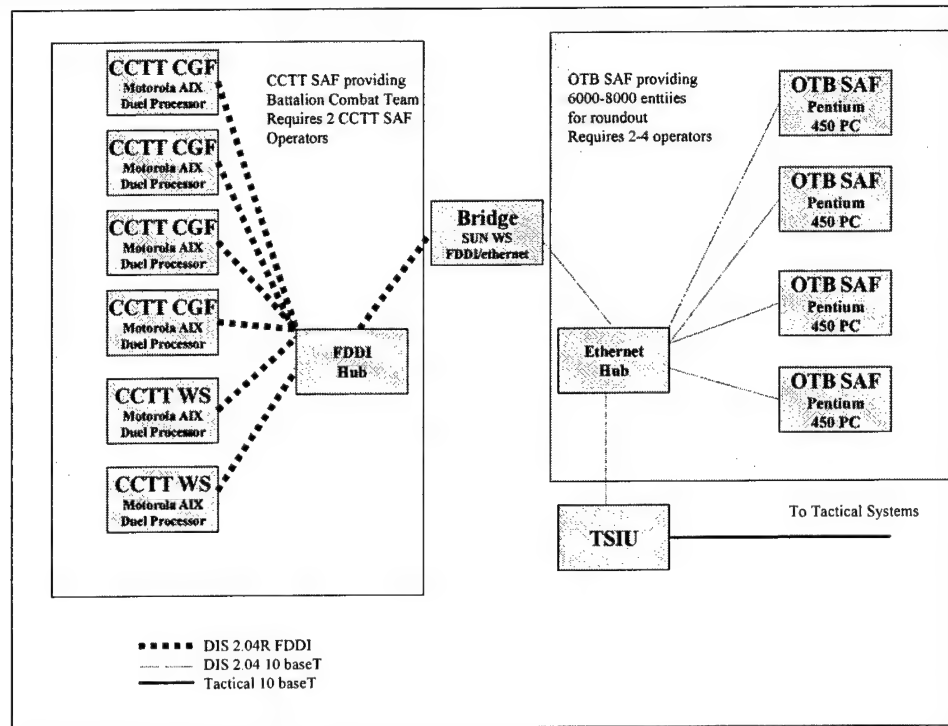 CCTT CGF
Motorola AIX
Duel Processor
CCTT CGF
Motorola AIX
Duel Processor
CCTT CGF
Motorola AIX
Duel Processor
CCTT CGF
Motorola AIX
Duel Processor
CCTT WS
Motorola AIX
Duel Processor
CCTT WS
Motorola AIX
Duel Processor
CCTT SAF providing
Battalion Combat Team
Requires 2 CCTT SAF
Operators
FDDI
Hub
Bridge
SUN WS
FDDI/ethernet
OTB SAF providing
6000-8000 entiies
for roundout
Requires 2-4 operators
Ethernet
Hub
OTB SAF
Pentium
450 PC
OTB SAF
Pentium
450 PC
OTB SAF
Pentium
450 PC
OTB SAF
Pentium
450 PC
TSIU
To Tactical Systems
DIS 2.04R FDDI
DIS 2.04 10 baseT
Tactical 10 baseT